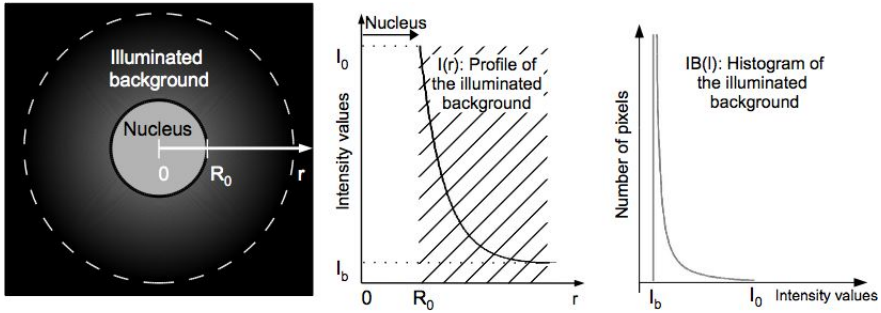 Illuminated
background
Nucleus
0
R0
r
Nucleus
I0
I(r): Profile of
the illuminated
background
Intensity values
Ib
0
R0
r
IB(I): Histogram of
the illuminated
background
Number of pixels
Ib
I0
Intensity values